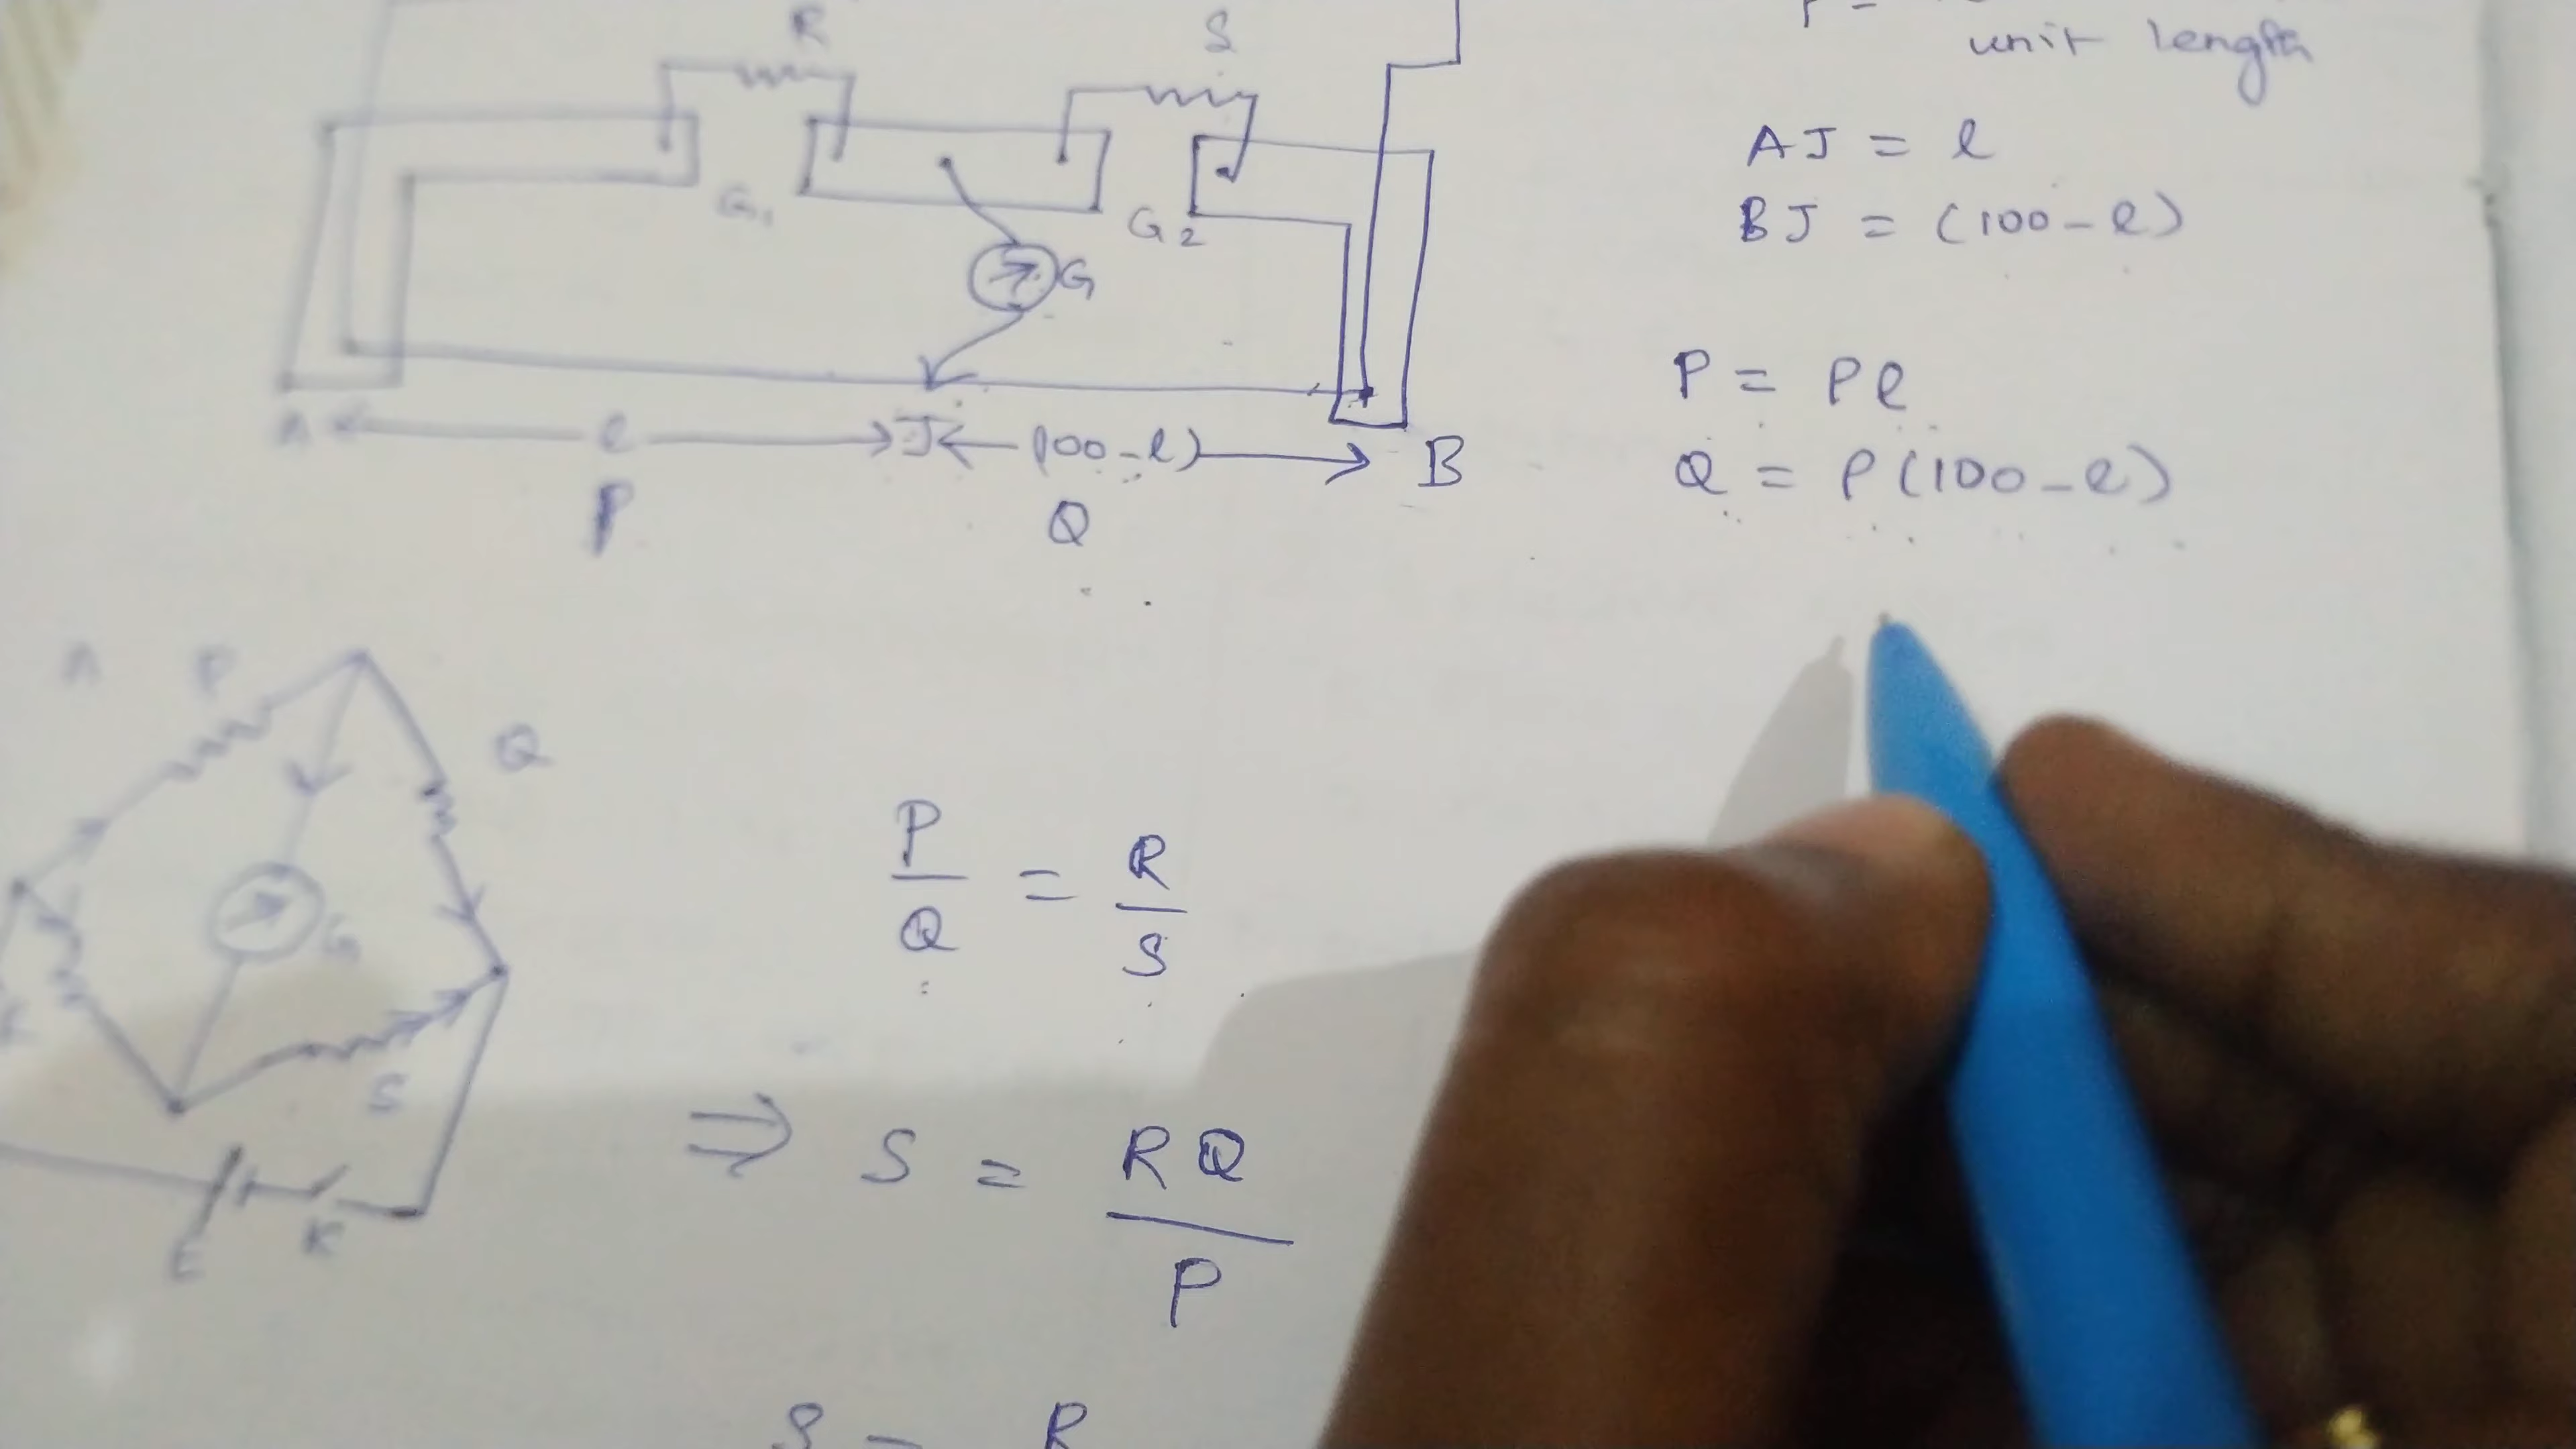 R
S
G₁
G₂
G
A
l
J
(100-l)
B
P
Q
unit length
AJ = l
BJ = (100-l)
P = ρl
Q = ρ(100-l)
A
P
Q
G
S
E
K
P/Q = R/S
⇒ S = RQ/P
S = R